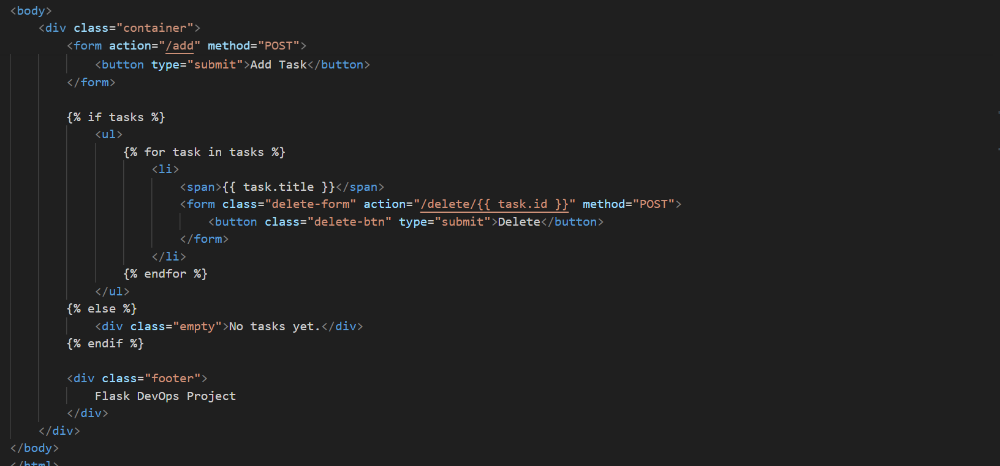 <body>
<div class="container">
<form action="/add" method="POST">
<button type="submit">Add Task</button>
</form>
{% if tasks %}
<ul>
{% for task in tasks %}
<li>
<span>{{ task.title }}</span>
<form class="delete-form" action="/delete/{{ task.id }}" method="POST">
<button class="delete-btn" type="submit">Delete</button>
</form>
</li>
{% endfor %}
</ul>
{% else %}
<div class="empty">No tasks yet.</div>
{% endif %}
<div class="footer">
Flask DevOps Project
</div>
</div>
</body>
</html>